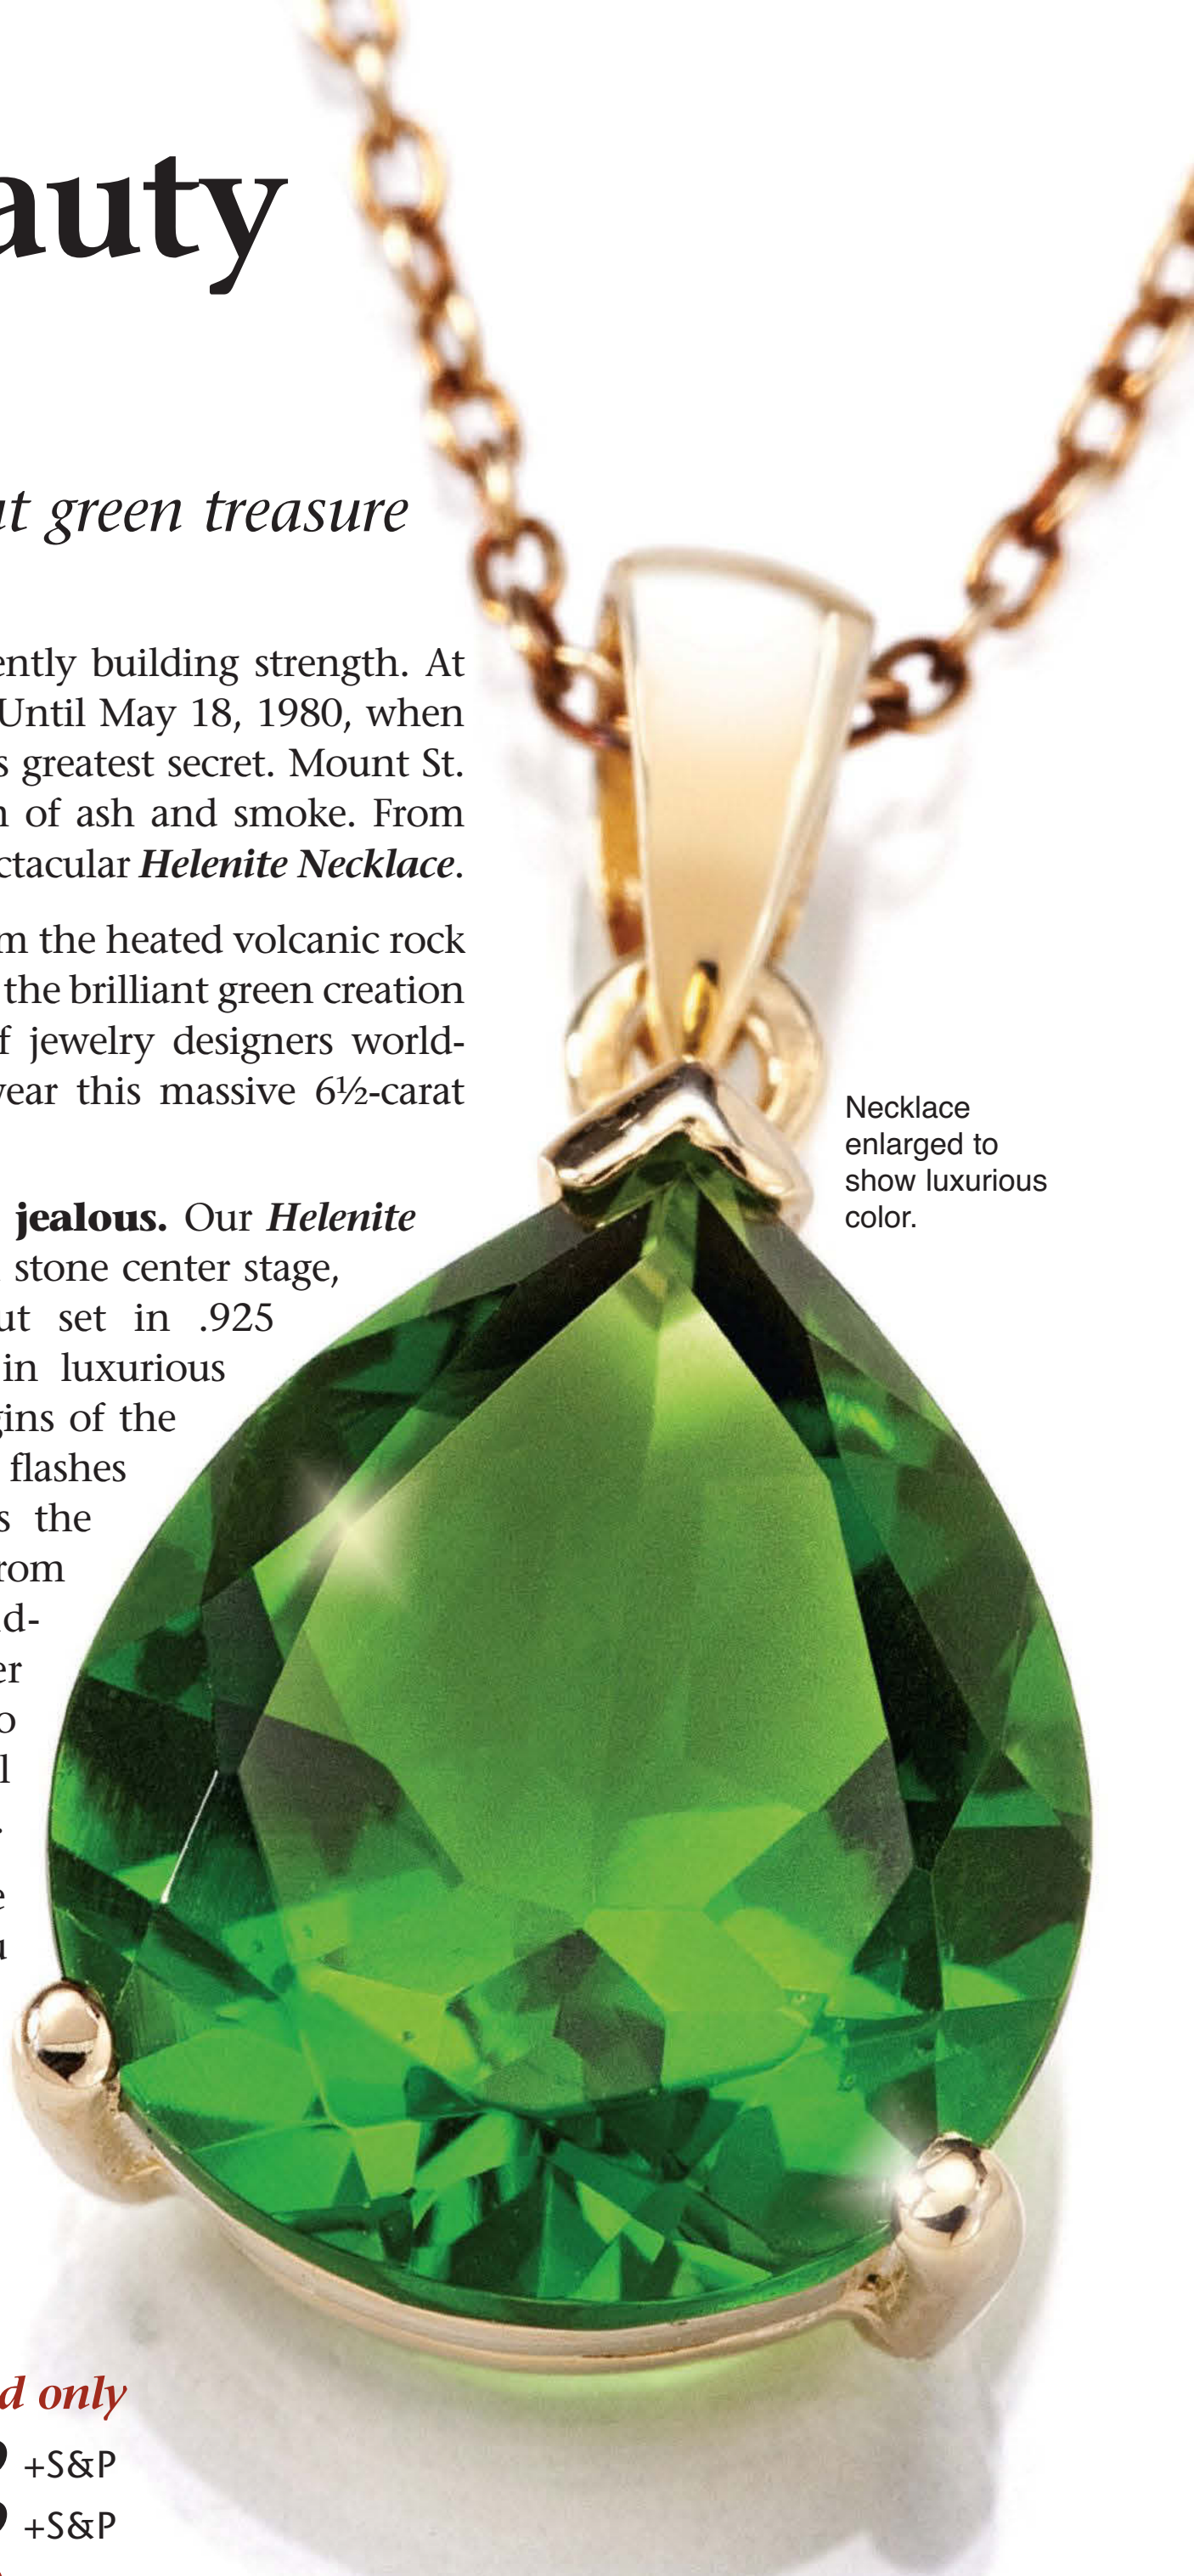 auty
at green treasure
ently building strength. At
Until May 18, 1980, when
s greatest secret. Mount St.
n of ash and smoke. From
ctacular Helenite Necklace.
m the heated volcanic rock
the brilliant green creation
f jewelry designers world-
wear this massive 6½-carat
Necklace
enlarged to
show luxurious
color.
jealous. Our Helenite
stone center stage,
ut set in .925
in luxurious
gins of the
flashes
s the
rom
d-
er
o
l
.
e
u
d only
+S&P
+S&P